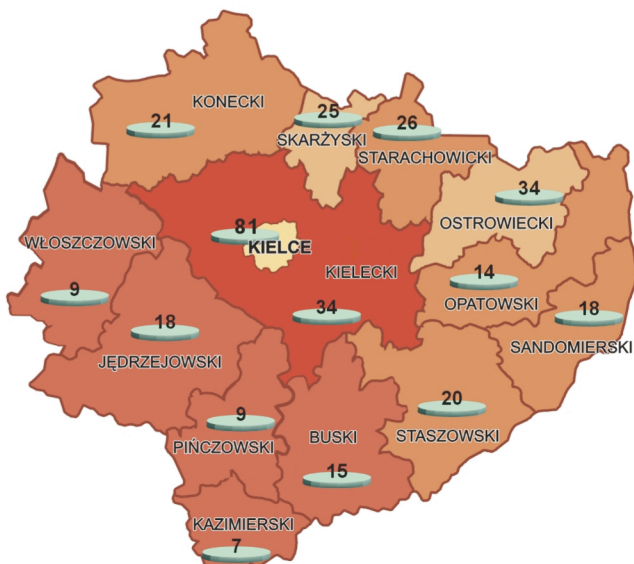 KONECKI
21
25
SKARŻYSKI
26
STARACHOWICKI
34
OSTROWIECKI
81
KIELCE
WŁOSZCZOWSKI
9
KIELECKI
34
14
OPATOWSKI
18
SANDOMIERSKI
18
JĘDRZEJOWSKI
20
STASZOWSKI
9
PIŃCZOWSKI
BUSKI
15
KAZIMIERSKI
7